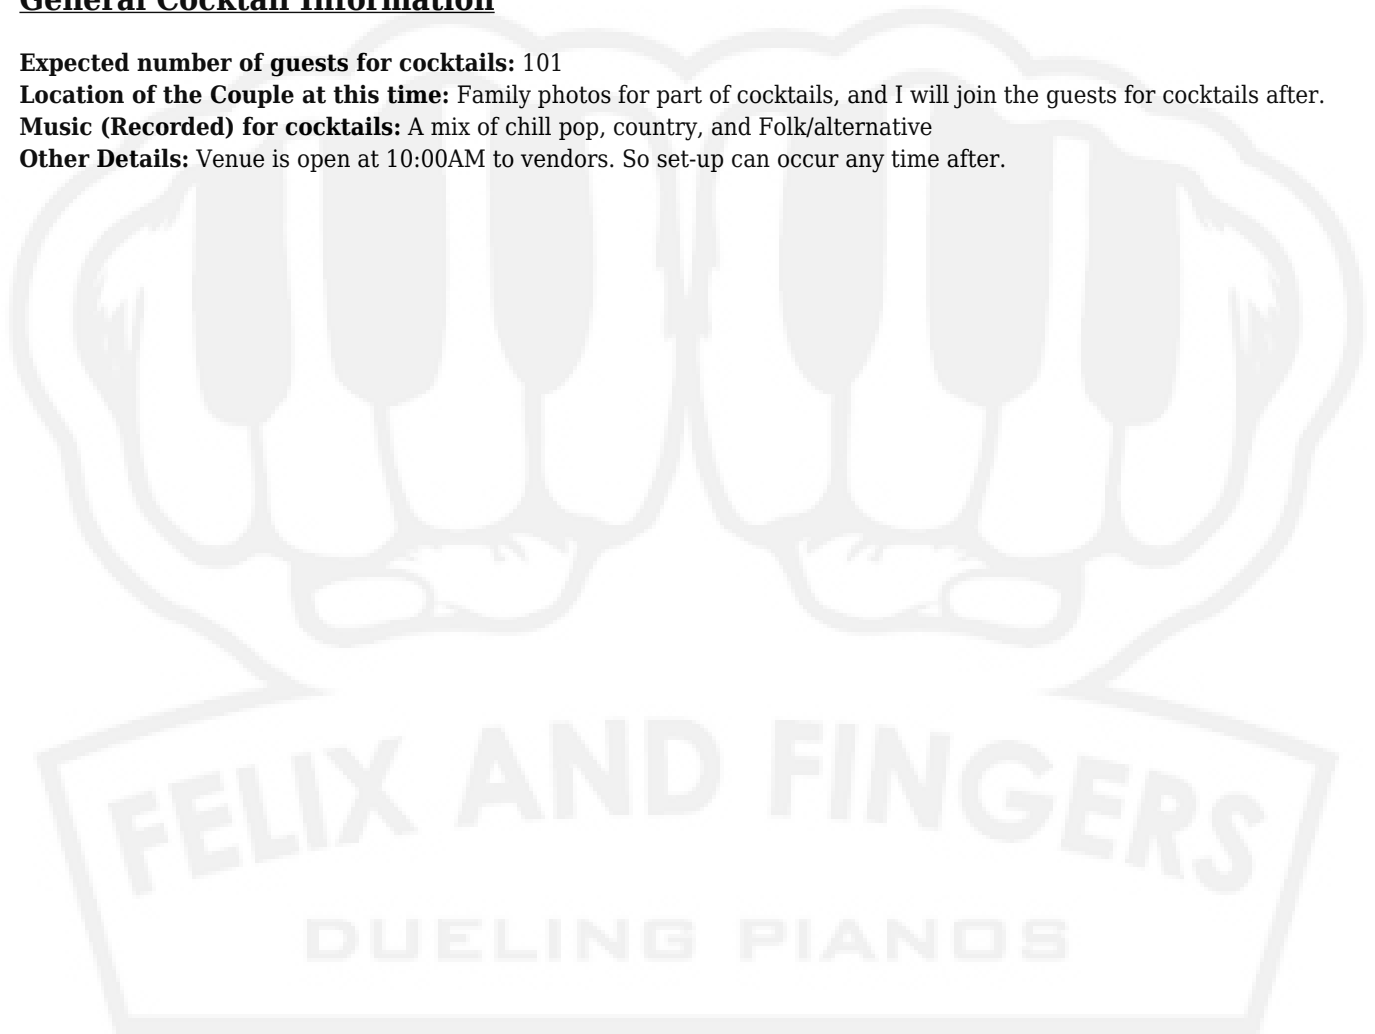 General Cocktail Information
Expected number of guests for cocktails: 101
Location of the Couple at this time: Family photos for part of cocktails, and I will join the guests for cocktails after.
Music (Recorded) for cocktails: A mix of chill pop, country, and Folk/alternative
Other Details: Venue is open at 10:00AM to vendors. So set-up can occur any time after.
FELIX AND FINGERS
DUELING PIANOS